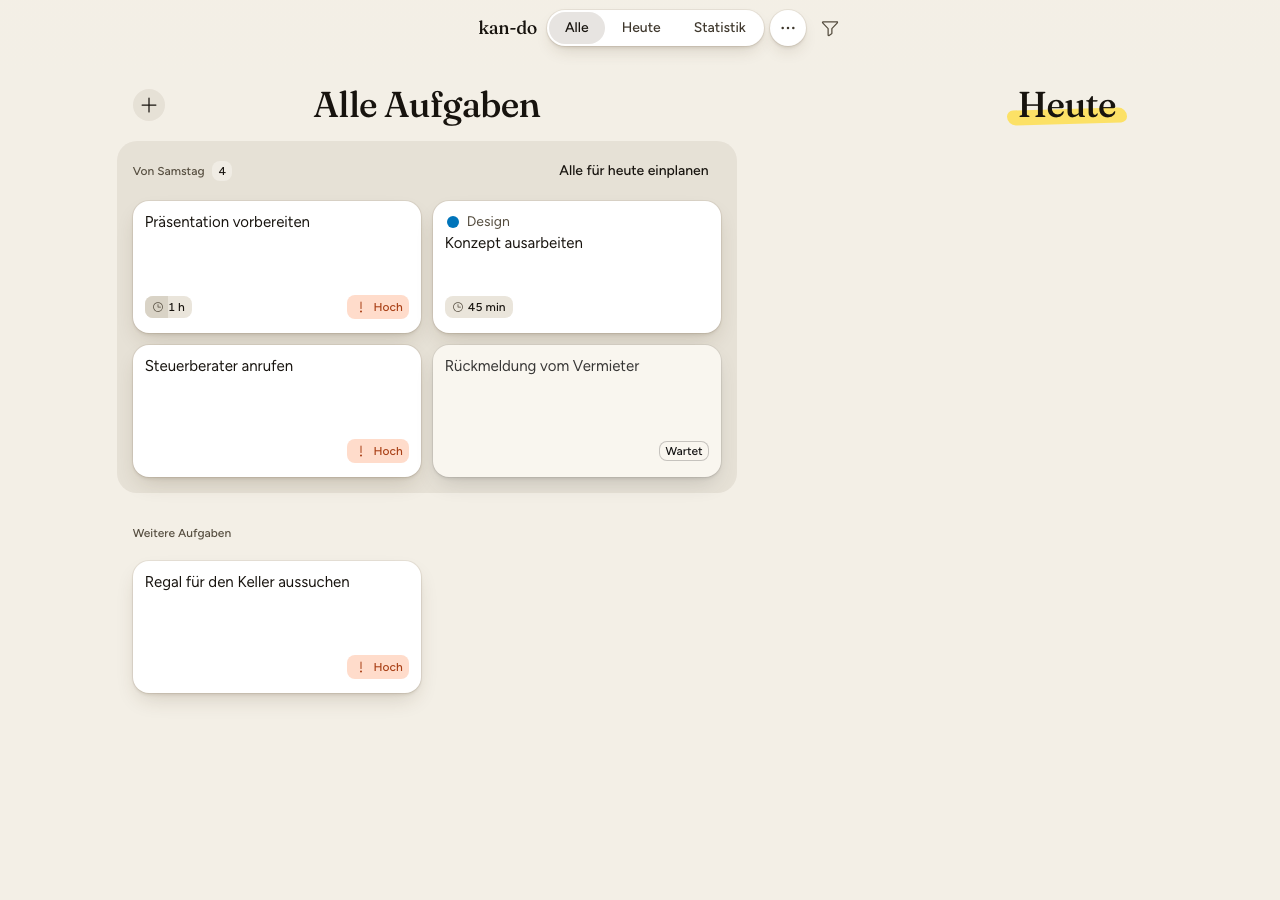 kan-do
Alle
Heute
Statistik
Alle Aufgaben
Heute
Von Samstag 4
Alle für heute einplanen
Präsentation vorbereiten
1 h
! Hoch
Design
Konzept ausarbeiten
45 min
Steuerberater anrufen
! Hoch
Rückmeldung vom Vermieter
Wartet
Weitere Aufgaben
Regal für den Keller aussuchen
! Hoch